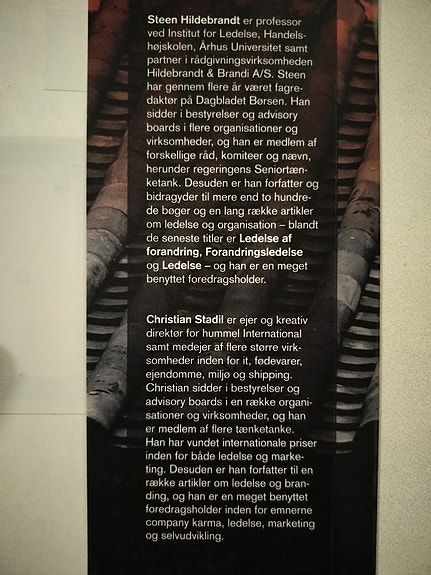 Steen Hildebrandt er professor
ved Institut for Ledelse, Handels-
højskolen, Århus Universitet samt
partner i rådgivningsvirksomheden
Hildebrandt & Brandi A/S. Steen
har gennem flere år været fagre-
daktør på Dagbladet Børsen. Han
sidder i bestyrelser og advisory
boards i flere organisationer og
virksomheder, og han er medlem af
forskellige råd, komiteer og nævn,
herunder regeringens Seniortæn-
ketank. Desuden er han forfatter og
bidragyder til mere end to hundre-
de bøger og en lang række artikler
om ledelse og organisation – blandt
de seneste titler er Ledelse af
forandring, Forandringsledelse
og Ledelse – og han er en meget
benyttet foredragsholder.
Christian Stadil er ejer og kreativ
direktør for hummel International
samt medejer af flere større virk-
somheder inden for it, fødevarer,
ejendomme, miljø og shipping.
Christian sidder i bestyrelser og
advisory boards i en række organi-
sationer og virksomheder, og han
er medlem af flere tænketanke.
Han har vundet internationale priser
inden for både ledelse og marke-
ting. Desuden er han forfatter til en
række artikler om ledelse og bran-
ding, og han er en meget benyttet
foredragsholder inden for emnerne
company karma, ledelse, marketing
og selvudvikling.